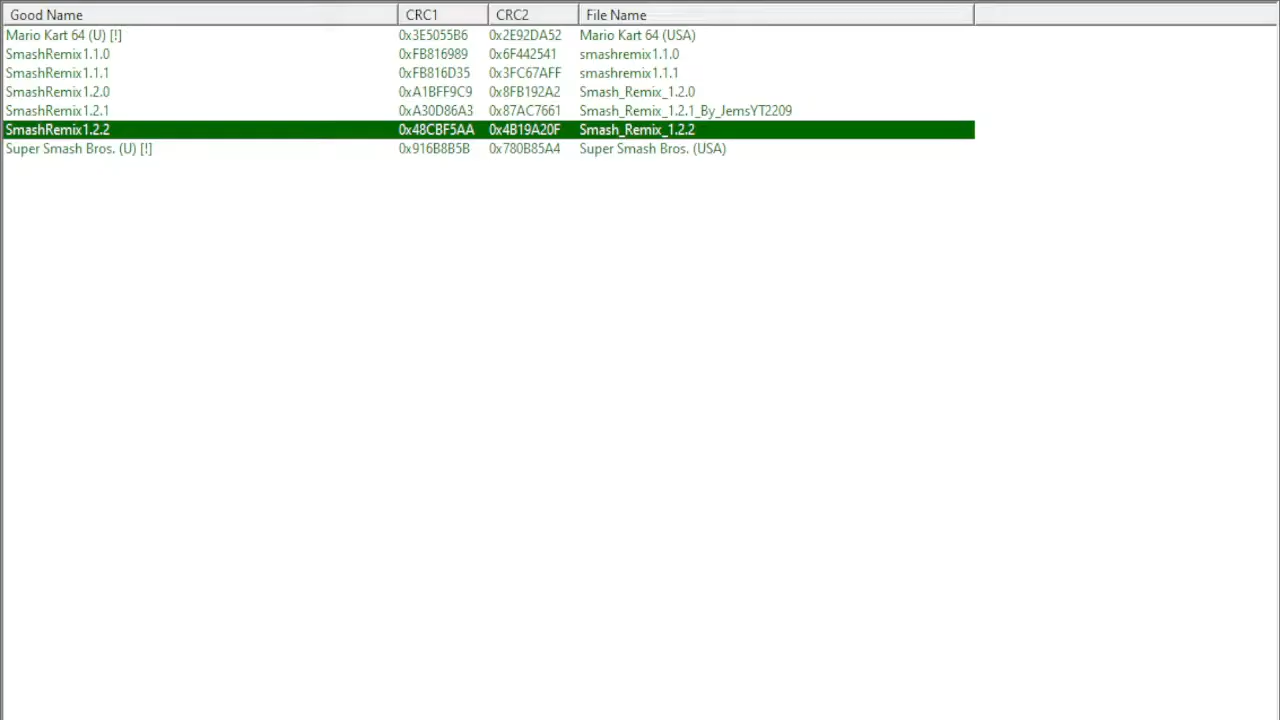 Good Name CRC1 CRC2 File Name
Mario Kart 64 (U) [!] 0x3E5055B6 0x2E92DA52 Mario Kart 64 (USA)
SmashRemix1.1.0 0xFB816989 0x6F442541 smashremix1.1.0
SmashRemix1.1.1 0xFB816D35 0x3FC67AFF smashremix1.1.1
SmashRemix1.2.0 0xA1BFF9C9 0x8FB192A2 Smash_Remix_1.2.0
SmashRemix1.2.1 0xA30D86A3 0x87AC7661 Smash_Remix_1.2.1_By_JemsYT2209
SmashRemix1.2.2 0x48CBF5AA 0x4B19A20F Smash_Remix_1.2.2
Super Smash Bros. (U) [!] 0x916B8B5B 0x780B85A4 Super Smash Bros. (USA)